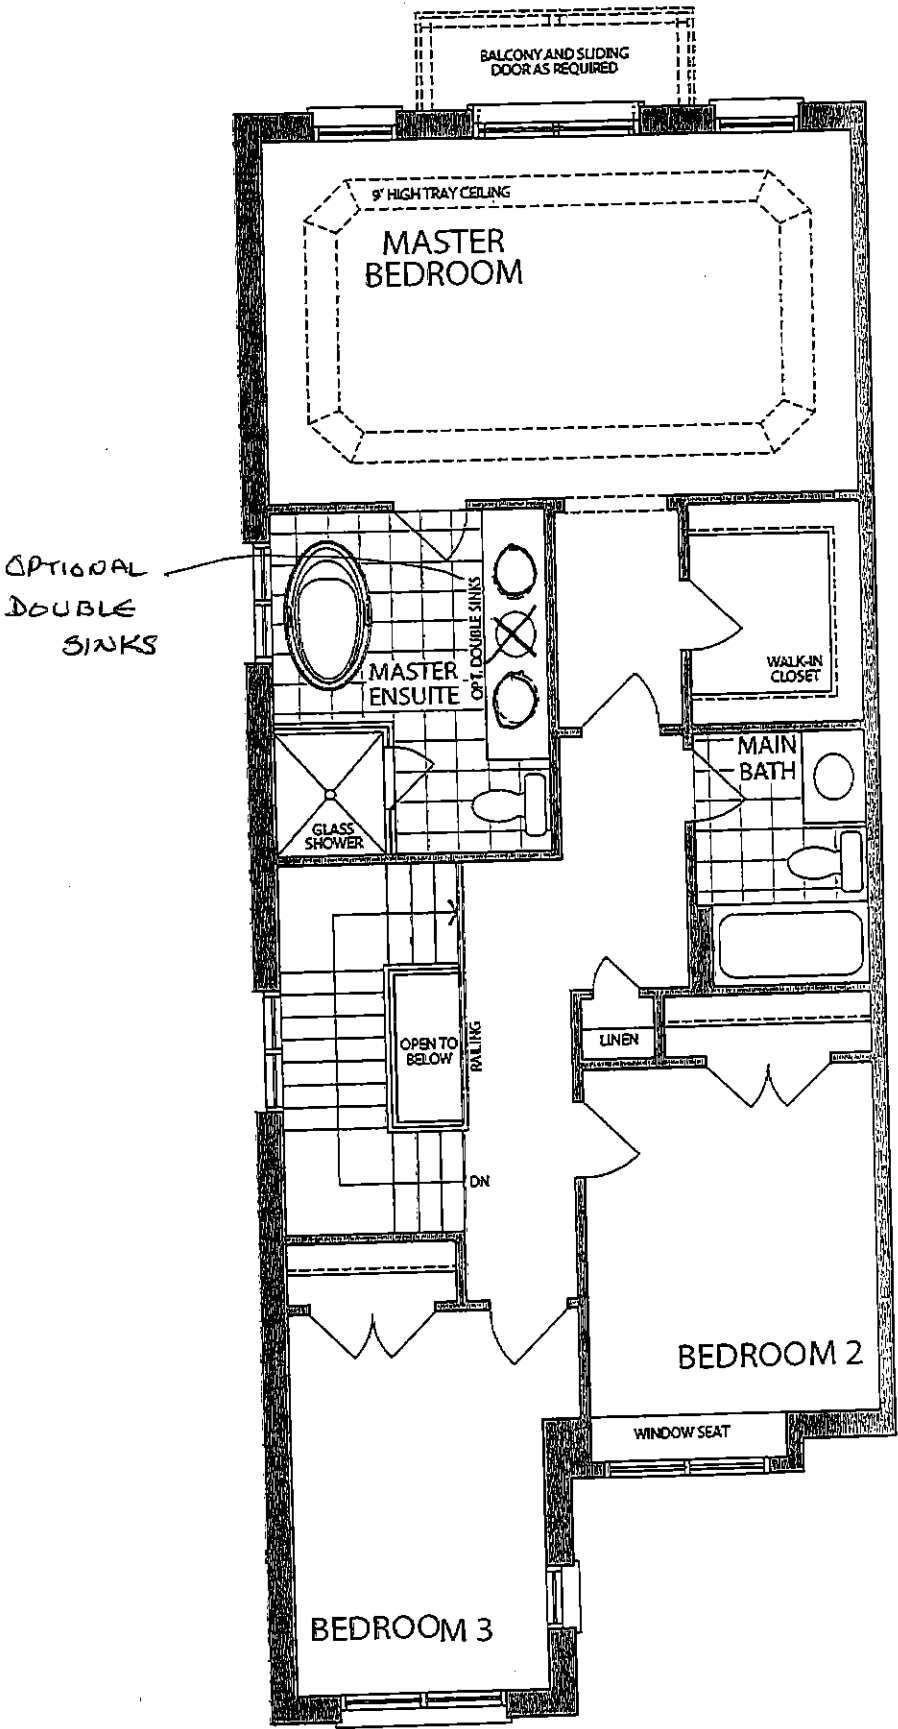 BALCONY AND SLIDING
DOOR AS REQUIRED
9' HIGH TRAY CEILING
MASTER
BEDROOM
OPTIONAL
DOUBLE
SINKS
OPT. DOUBLE SINKS
MASTER
ENSUITE
WALK-IN
CLOSET
MAIN
BATH
GLASS
SHOWER
OPEN TO
BELOW
RAILING
LINEN
DN
BEDROOM 2
WINDOW SEAT
BEDROOM 3